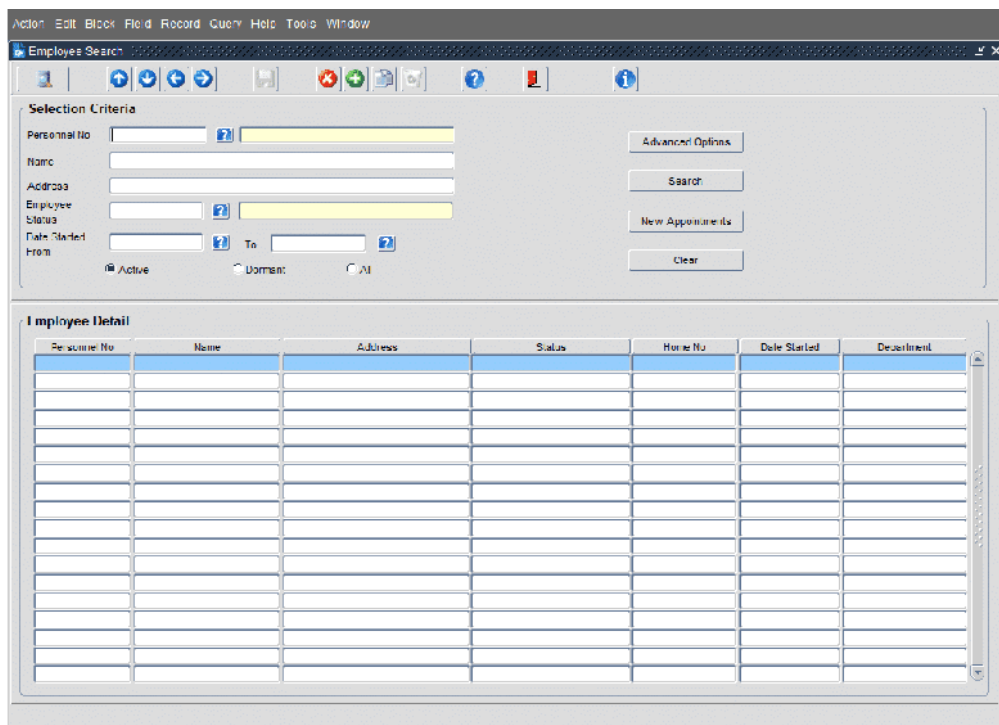 Action Edit Block Field Record Query Help Tools Window
Employee Search
Selection Criteria
Personnel No
Name
Address
Employee Status
Date Started From
To
Active Dormant All
Advanced Options
Search
New Appointments
Clear
Employee Detail
Personnel No Name Address Status Home No Date Started Department